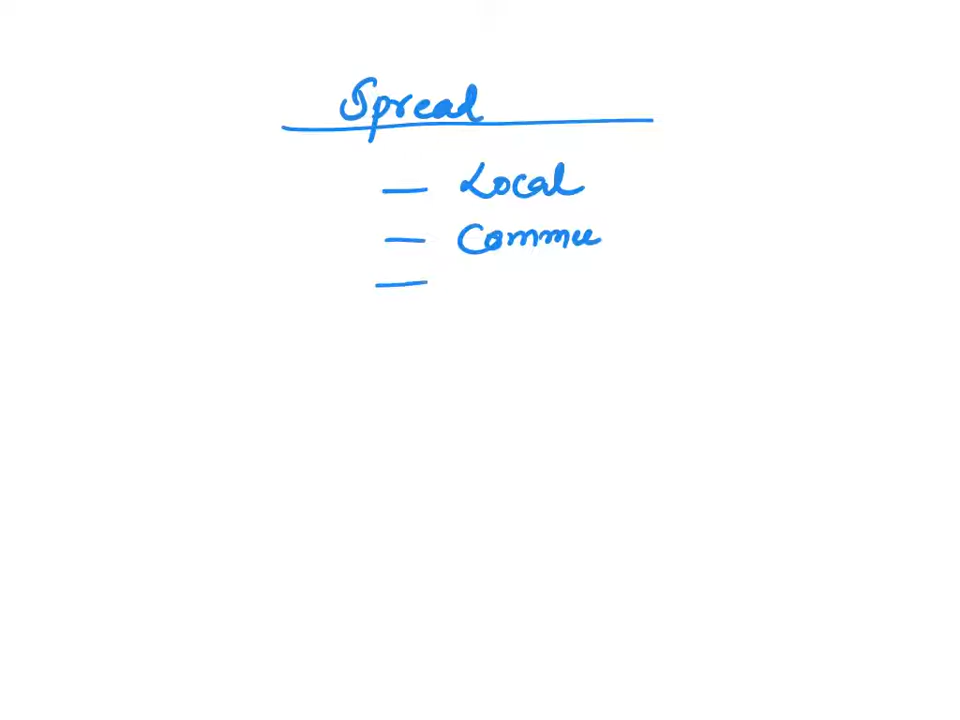 Spread
— Local
— Commu
—